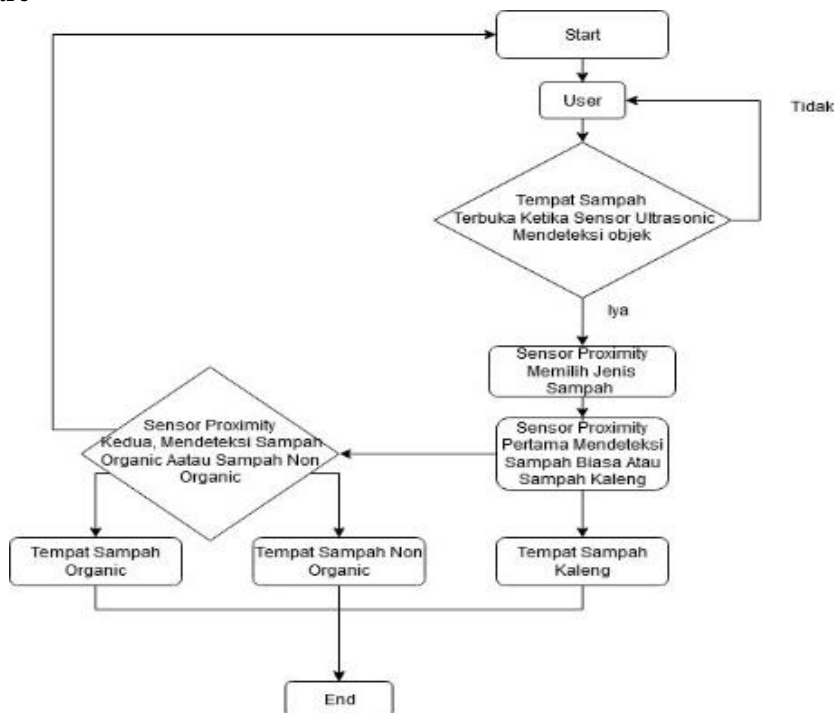 Start
User
Tidak
Tempat Sampah
Terbuka Ketika Sensor Ultrasonic
Mendeteksi objek
Iya
Sensor Proximity
Memilih Jenis
Sampah
Sensor Proximity
Kedua, Mendeteksi Sampah
Organic Aatau Sampah Non
Organic
Sensor Proximity
Pertama Mendeteksi
Sampah Biasa Atau
Sampah Kaleng
Tempat Sampah
Organic
Tempat Sampah Non
Organic
Tempat Sampah
Kaleng
End